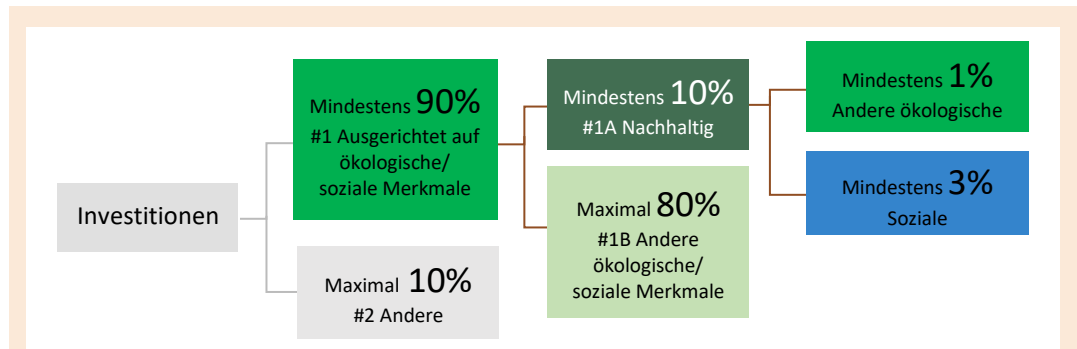 Investitionen
Mindestens 90%
#1 Ausgerichtet auf
ökologische/
soziale Merkmale
Maximal 10%
#2 Andere
Mindestens 10%
#1A Nachhaltig
Maximal 80%
#1B Andere
ökologische/
soziale Merkmale
Mindestens 1%
Andere ökologische
Mindestens 3%
Soziale